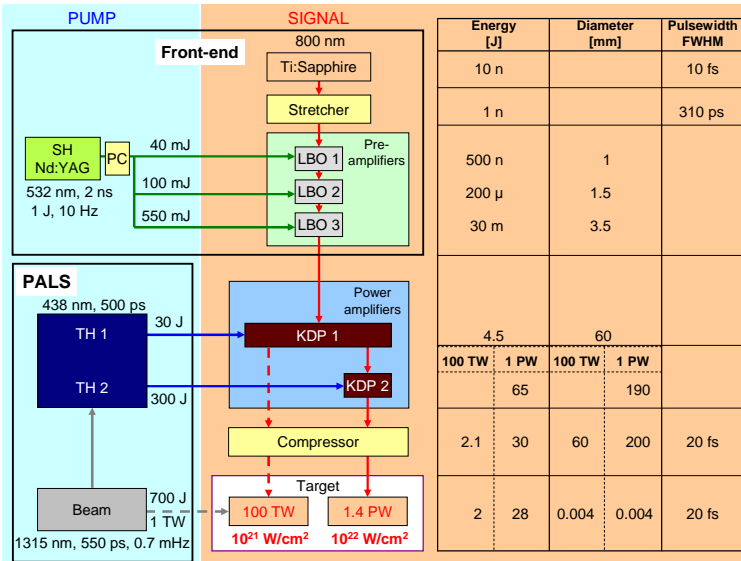 PUMP
SIGNAL
Front-end
800 nm
Ti:Sapphire
Stretcher
Pre-
amplifiers
SH
Nd:YAG
PC
532 nm, 2 ns
1 J, 10 Hz
40 mJ
100 mJ
550 mJ
LBO 1
LBO 2
LBO 3
PALS
438 nm, 500 ps
TH 1
TH 2
30 J
300 J
Power
amplifiers
KDP 1
KDP 2
Compressor
Beam
700 J
1 TW
1315 nm, 550 ps, 0.7 mHz
Target
100 TW
1.4 PW
10²¹ W/cm²
10²² W/cm²
Energy
[J]
Diameter
[mm]
Pulsewidth
FWHM
10 n 10 fs
1 n 310 ps
500 n 1
200 µ 1.5
30 m 3.5
4.5 60
100 TW 1 PW 100 TW 1 PW
65 190
2.1 30 60 200 20 fs
2 28 0.004 0.004 20 fs